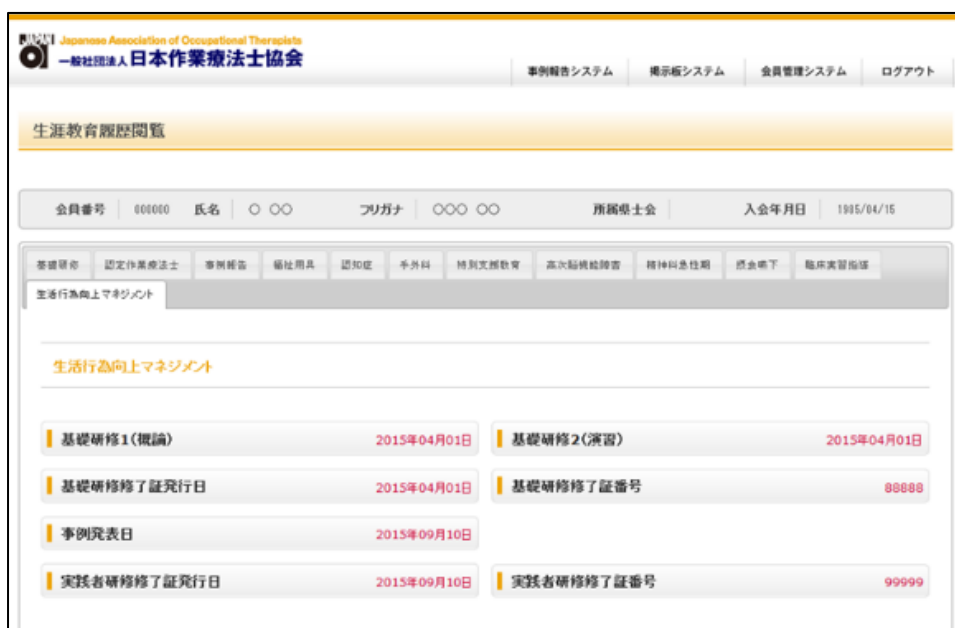 JAPAN Japanese Association of Occupational Therapists
OT 一般社団法人日本作業療法士協会
事例報告システム 掲示板システム 会員管理システム ログアウト
生涯教育履歴閲覧
会員番号 000000 氏名 ○ ○○ フリガナ ○○○ ○○ 所属県士会 入会年月日 1985/04/15
基礎研修 認定作業療法士 事例報告 福祉用具 認知症 手外科 特別支援教育 高次脳機能障害 精神科急性期 摂食嚥下 臨床実習指導
生活行為向上マネジメント
生活行為向上マネジメント
基礎研修1(概論) 2015年04月01日 基礎研修2(演習) 2015年04月01日
基礎研修修了証発行日 2015年04月01日 基礎研修修了証番号 88888
事例発表日 2015年09月10日
実践者研修修了証発行日 2015年09月10日 実践者研修修了証番号 99999